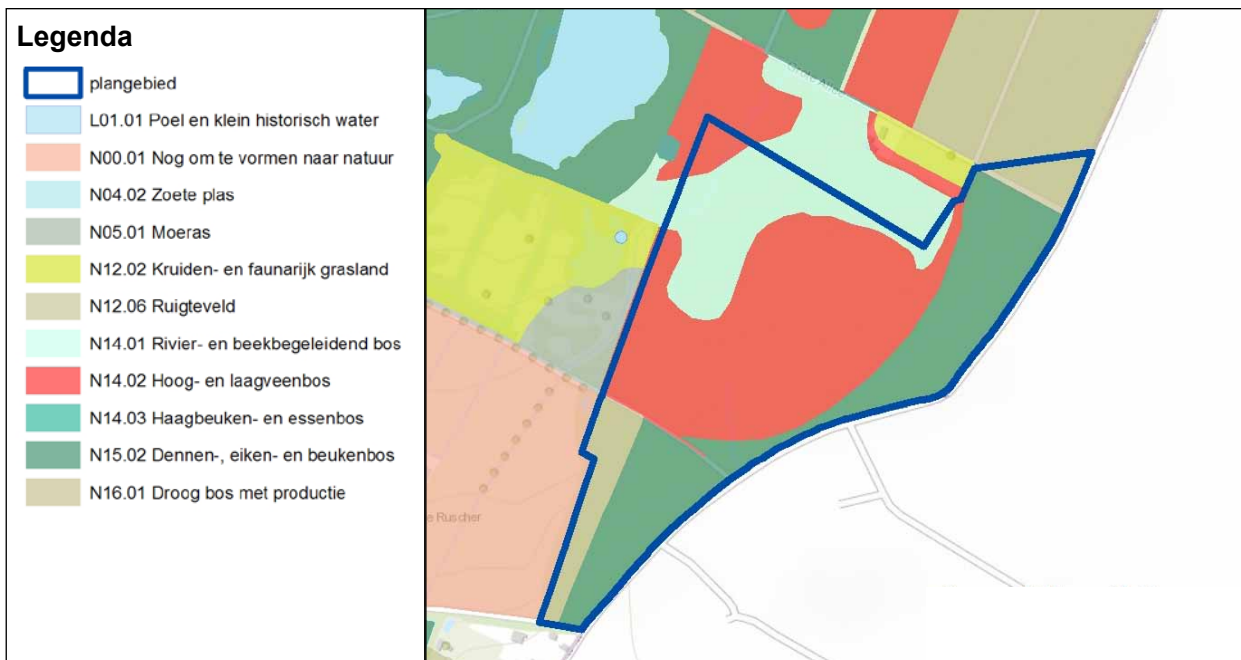 Legenda
plangebied
L01.01 Poel en klein historisch water
N00.01 Nog om te vormen naar natuur
N04.02 Zoete plas
N05.01 Moeras
N12.02 Kruiden- en faunarijk grasland
N12.06 Ruigteveld
N14.01 Rivier- en beekbegeleidend bos
N14.02 Hoog- en laagveenbos
N14.03 Haagbeuken- en essenbos
N15.02 Dennen-, eiken- en beukenbos
N16.01 Droog bos met productie
e Ruscher